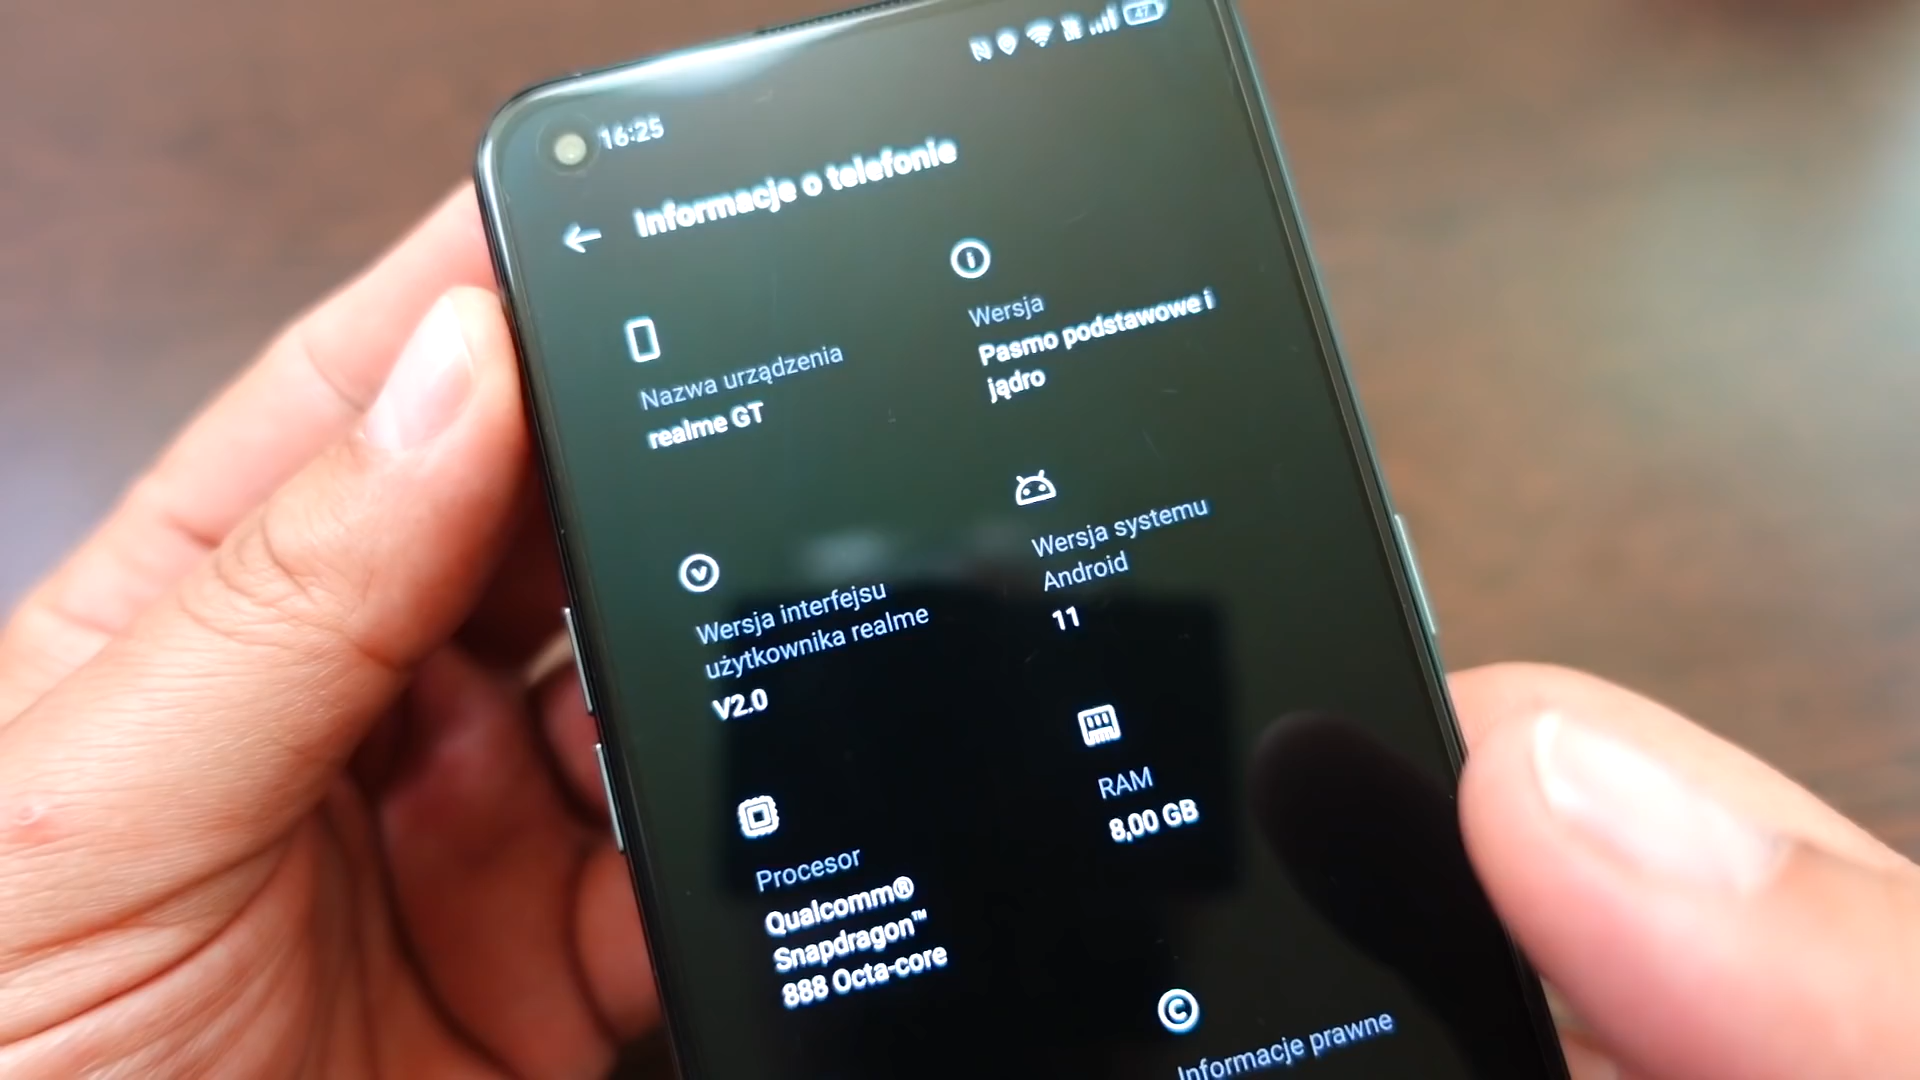 16:25
47
Informacje o telefonie
Nazwa urządzenia
realme GT
Wersja
Pasmo podstawowe i
jądro
Wersja interfejsu
użytkownika realme
V2.0
Wersja systemu
Android
11
Procesor
Qualcomm®
Snapdragon™
888 Octa-core
RAM
8,00 GB
Informacje prawne